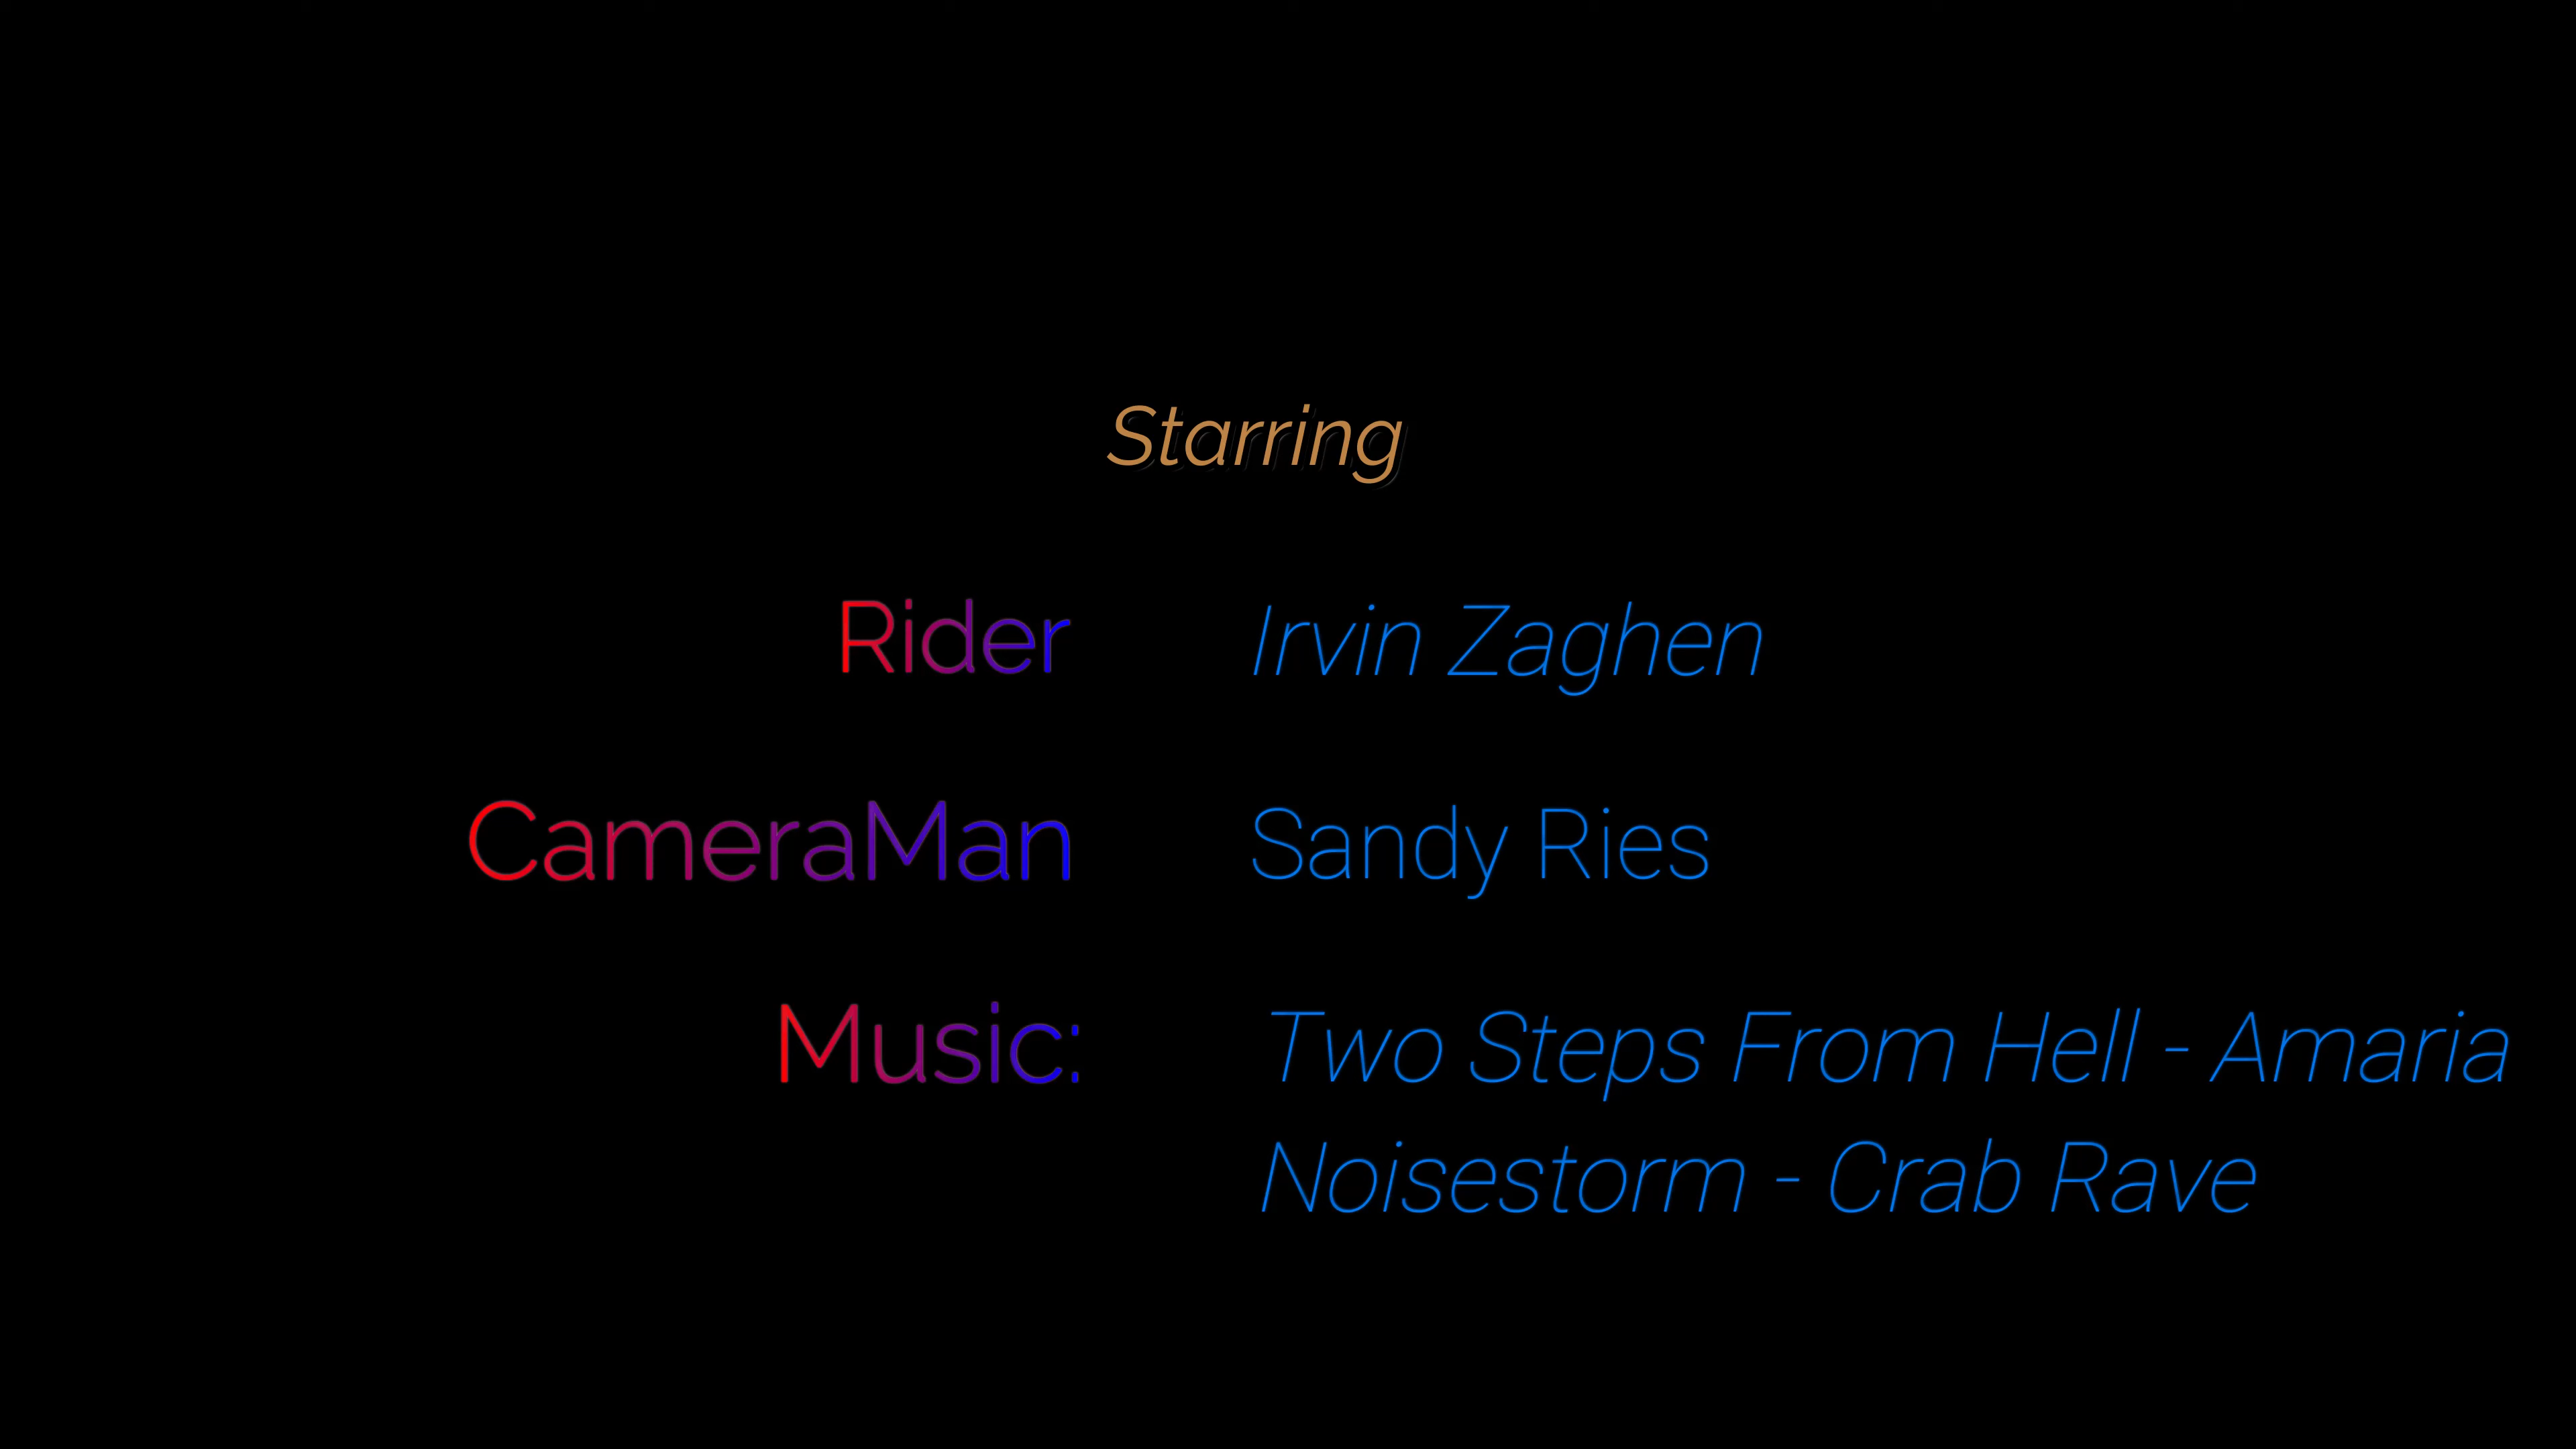 Starring
Rider Irvin Zaghen
CameraMan Sandy Ries
Music: Two Steps From Hell - Amaria
Noisestorm - Crab Rave